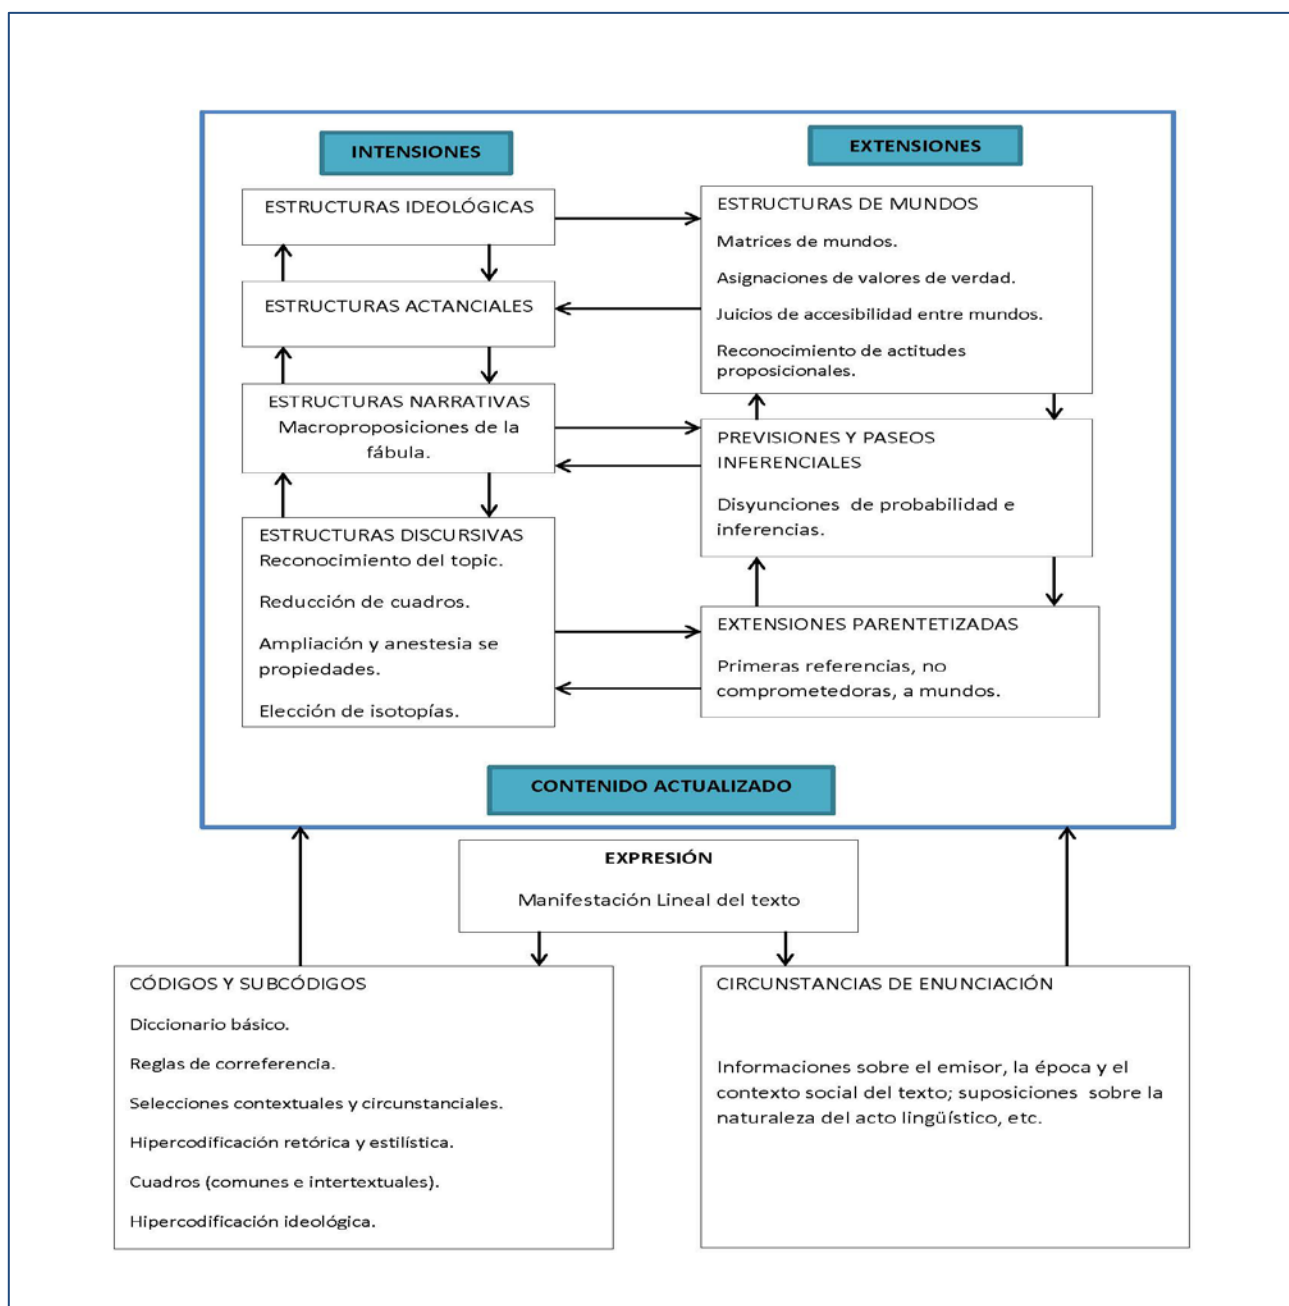 INTENSIONES
ESTRUCTURAS IDEOLÓGICAS
ESTRUCTURAS ACTANCIALES
ESTRUCTURAS NARRATIVAS
Macroproposiciones de la
fábula.
ESTRUCTURAS DISCURSIVAS
Reconocimiento del topic.
Reducción de cuadros.
Ampliación y anestesia se
propiedades.
Elección de isotopías.
EXTENSIONES
ESTRUCTURAS DE MUNDOS
Matrices de mundos.
Asignaciones de valores de verdad.
Juicios de accesibilidad entre mundos.
Reconocimiento de actitudes
proposicionales.
PREVISIONES Y PASEOS
INFERENCIALES
Disyunciones de probabilidad e
inferencias.
EXTENSIONES PARENTETIZADAS
Primeras referencias, no
comprometedoras, a mundos.
CONTENIDO ACTUALIZADO
EXPRESIÓN
Manifestación Lineal del texto
CÓDIGOS Y SUBCÓDIGOS
Diccionario básico.
Reglas de correferencia.
Selecciones contextuales y circunstanciales.
Hipercodificación retórica y estilística.
Cuadros (comunes e intertextuales).
Hipercodificación ideológica.
CIRCUNSTANCIAS DE ENUNCIACIÓN
Informaciones sobre el emisor, la época y el
contexto social del texto; suposiciones sobre la
naturaleza del acto lingüístico, etc.